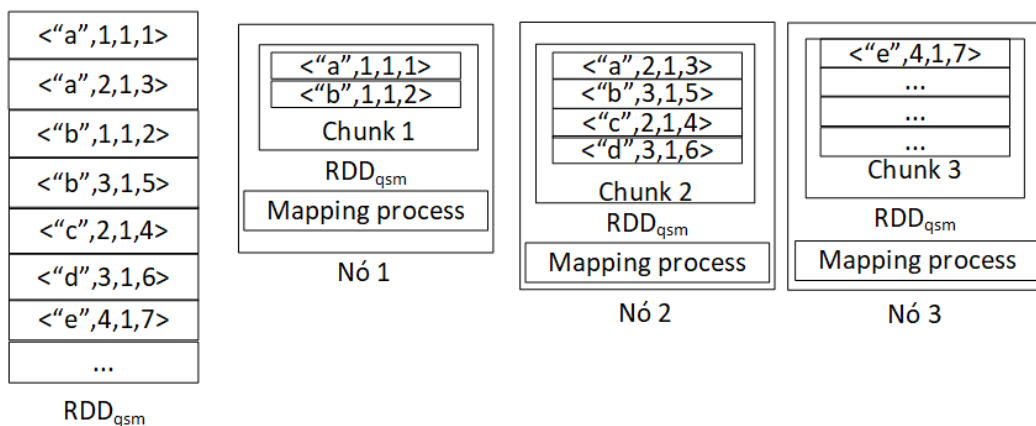 <“a”,1,1,1>
<“a”,2,1,3>
<“b”,1,1,2>
<“b”,3,1,5>
<“c”,2,1,4>
<“d”,3,1,6>
<“e”,4,1,7>
...
RDDqsm
<“a”,1,1,1>
<“b”,1,1,2>
Chunk 1
RDDqsm
Mapping process
Nó 1
<“a”,2,1,3>
<“b”,3,1,5>
<“c”,2,1,4>
<“d”,3,1,6>
Chunk 2
RDDqsm
Mapping process
Nó 2
<“e”,4,1,7>
...
...
...
Chunk 3
RDDqsm
Mapping process
Nó 3